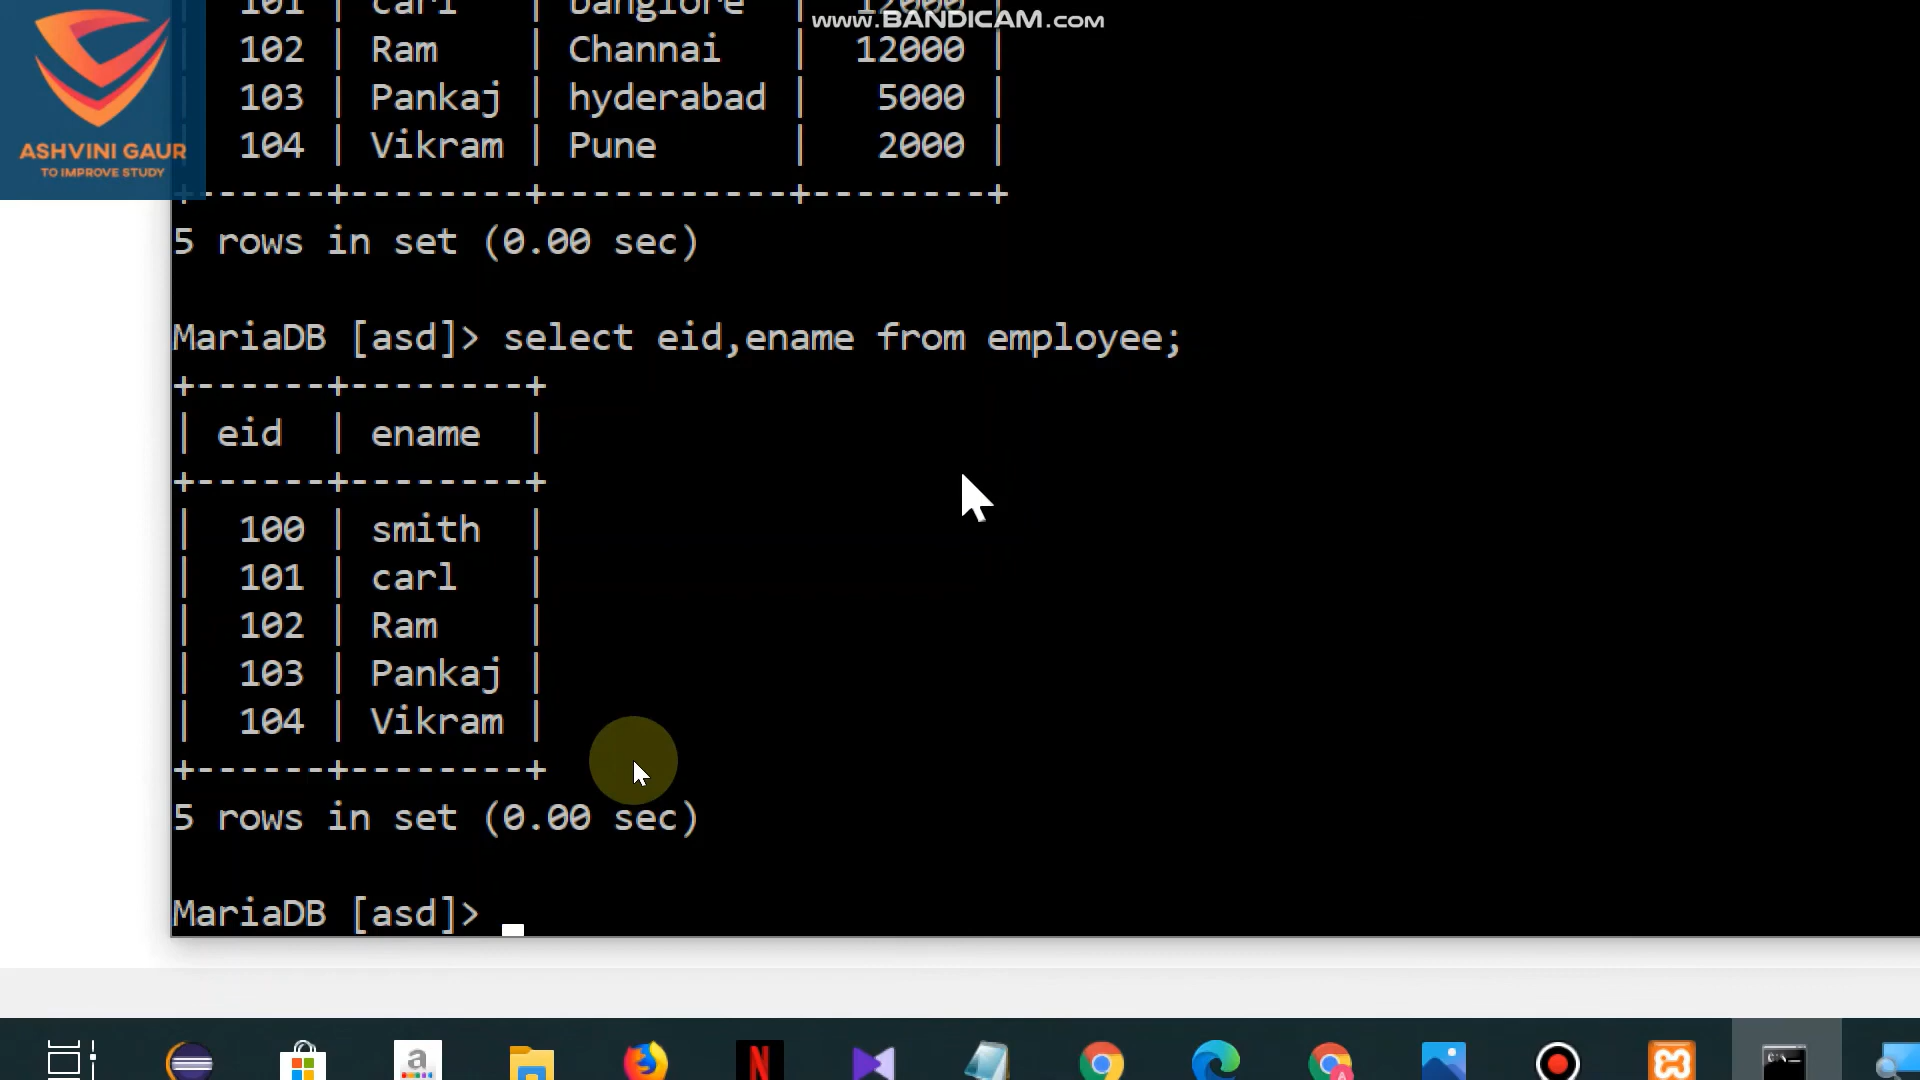 www.BANDICAM.com
| 101 | carl | banglore | 12000 |
| 102 | Ram | Channai | 12000 |
| 103 | Pankaj | hyderabad | 5000 |
| 104 | Vikram | Pune | 2000 |
+------+--------+-----------+--------+
ASHVINI GAUR
TO IMPROVE STUDY
5 rows in set (0.00 sec)
MariaDB [asd]> select eid,ename from employee;
+------+--------+
| eid | ename |
+------+--------+
| 100 | smith |
| 101 | carl |
| 102 | Ram |
| 103 | Pankaj |
| 104 | Vikram |
+------+--------+
5 rows in set (0.00 sec)
MariaDB [asd]>